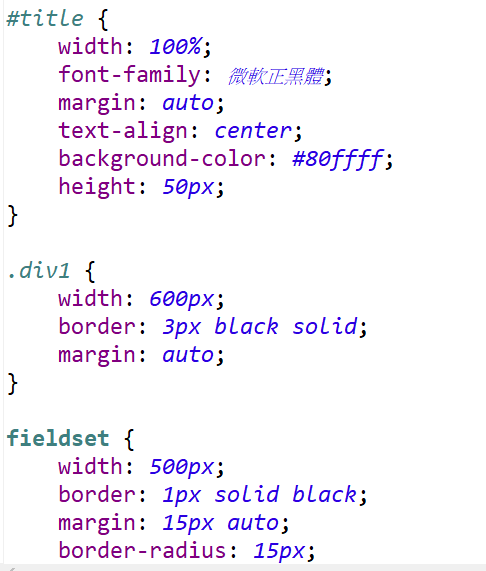 #title {
    width: 100%;
    font-family: 微軟正黑體;
    margin: auto;
    text-align: center;
    background-color: #80ffff;
    height: 50px;
}

.div1 {
    width: 600px;
    border: 3px black solid;
    margin: auto;
}

fieldset {
    width: 500px;
    border: 1px solid black;
    margin: 15px auto;
    border-radius: 15px;